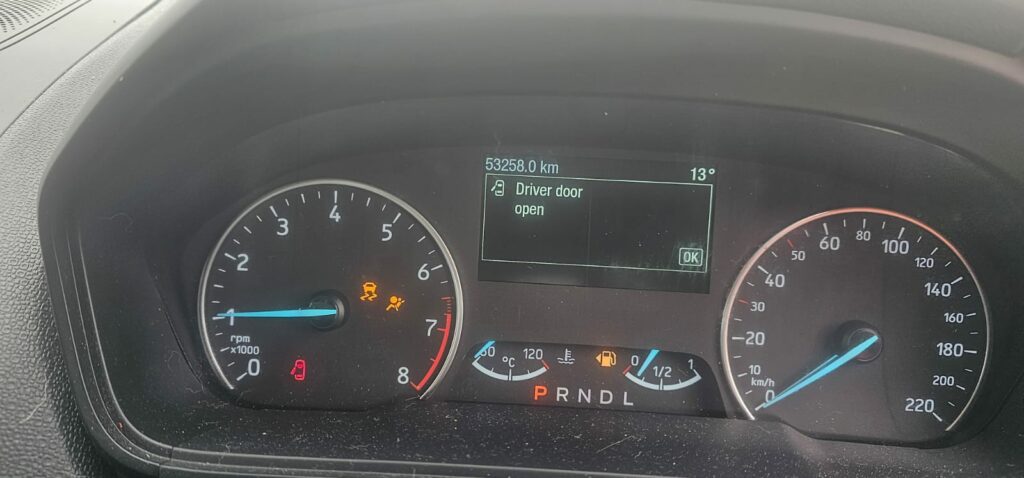 53258.0 km 13°
Driver door
open
OK
0 1 2 3 4 5 6 7 8
rpm
x1000
60 °C 120
0 1/2 1
P R N D L
0 10 20 30 40 50 60 80 100 120 140 160 180 200 220
km/h